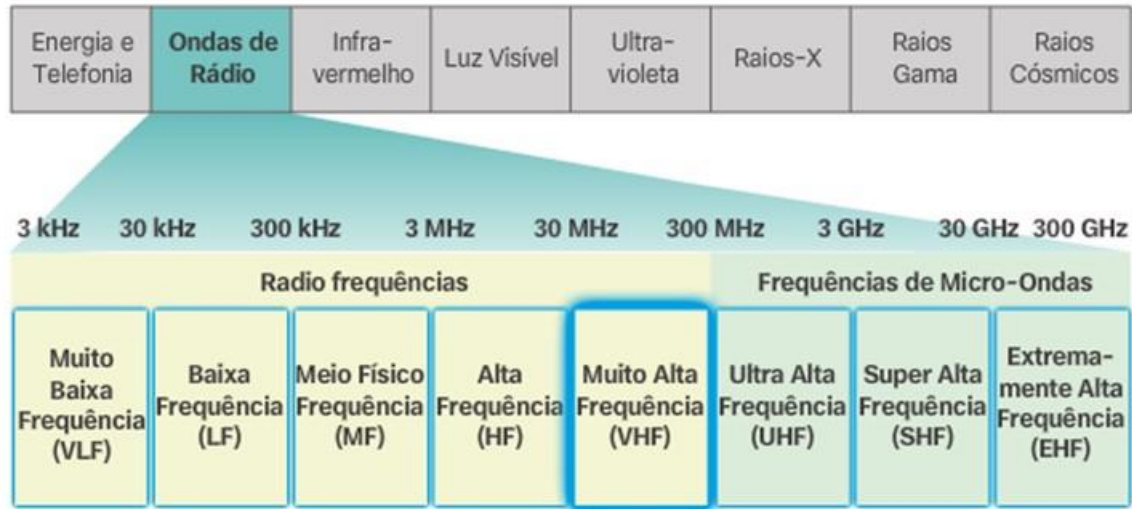 Energia e
Telefonia
Ondas de
Rádio
Infra-
vermelho
Luz Visível
Ultra-
violeta
Raios-X
Raios
Gama
Raios
Cósmicos
3 kHz 30 kHz 300 kHz 3 MHz 30 MHz 300 MHz 3 GHz 30 GHz 300 GHz
Radio frequências
Frequências de Micro-Ondas
Muito
Baixa
Frequência
(VLF)
Baixa
Frequência
(LF)
Meio Físico
Frequência
(MF)
Alta
Frequência
(HF)
Muito Alta
Frequência
(VHF)
Ultra Alta
Frequência
(UHF)
Super Alta
Frequência
(SHF)
Extrema-
mente Alta
Frequência
(EHF)